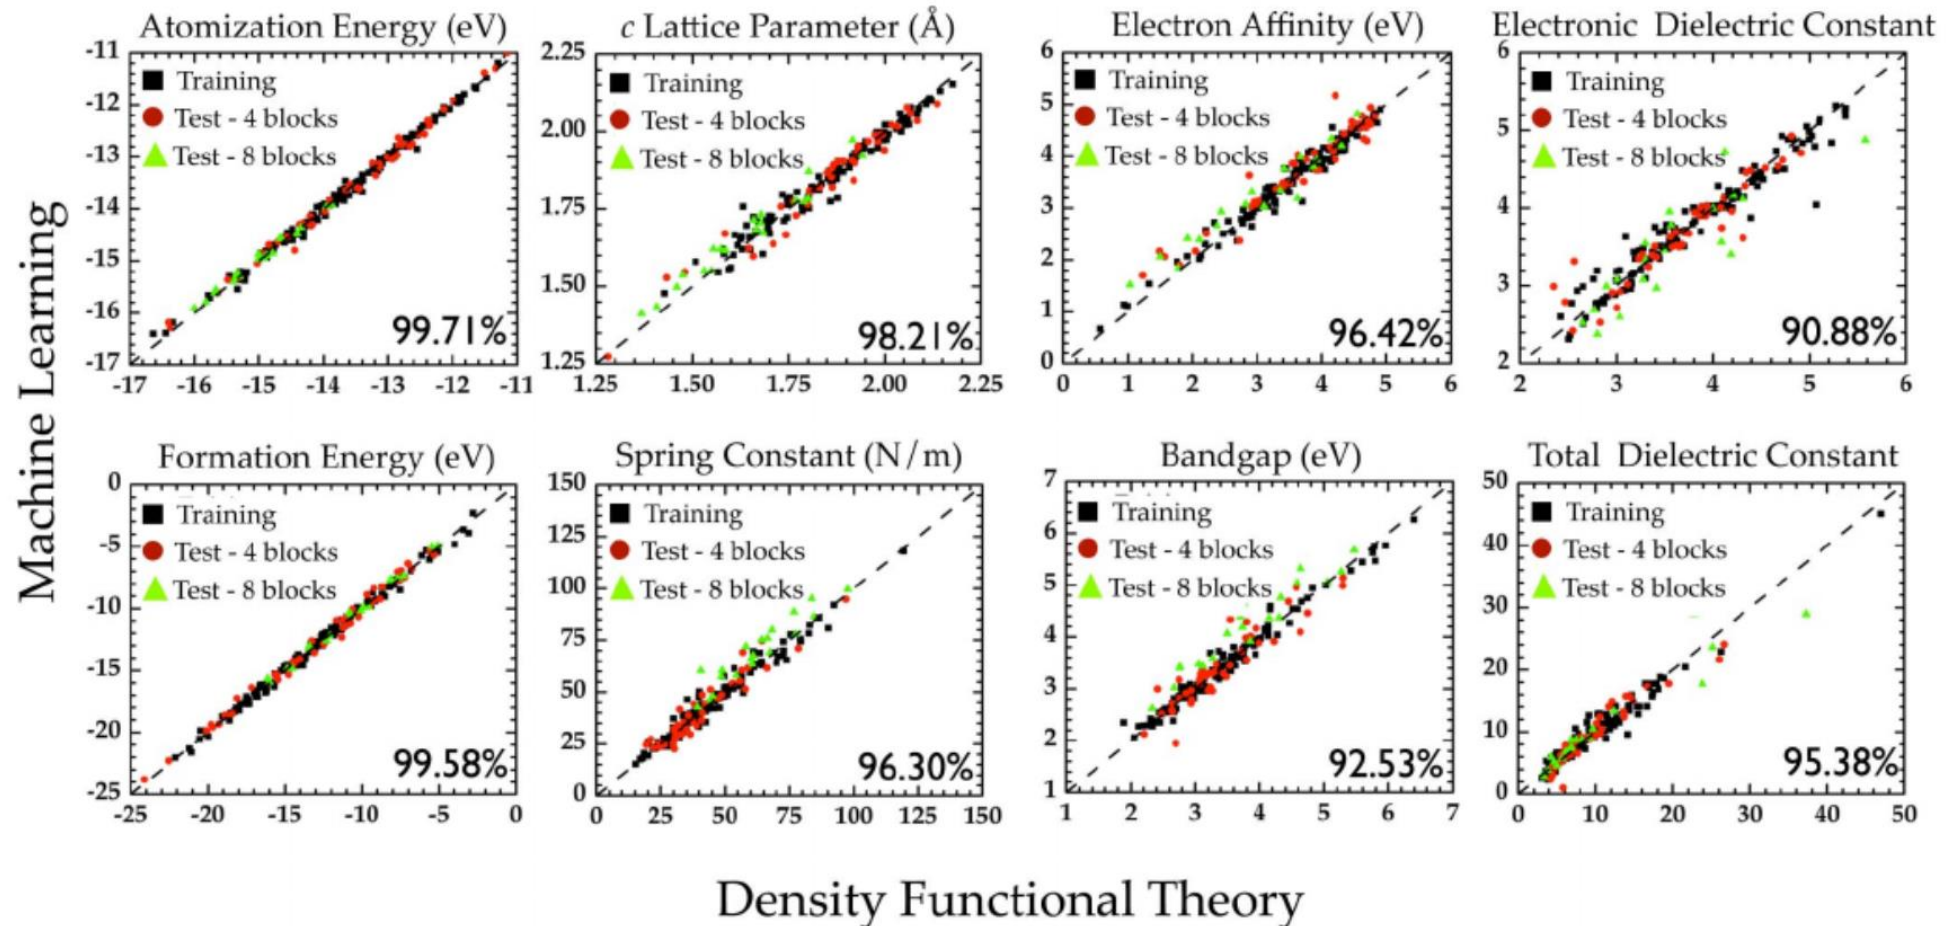 Machine Learning
Atomization Energy (eV)
-11
-12
-13
-14
-15
-16
-17
Training
Test - 4 blocks
Test - 8 blocks
99.71%
-17 -16 -15 -14 -13 -12 -11
c Lattice Parameter (Å)
2.25
2.00
1.75
1.50
1.25
Training
Test - 4 blocks
Test - 8 blocks
98.21%
1.25 1.50 1.75 2.00 2.25
Electron Affinity (eV)
6
5
4
3
2
1
0
Training
Test - 4 blocks
Test - 8 blocks
96.42%
0 1 2 3 4 5 6
Electronic Dielectric Constant
6
5
4
3
2
Training
Test - 4 blocks
Test - 8 blocks
90.88%
2 3 4 5 6
Formation Energy (eV)
0
-5
-10
-15
-20
-25
Training
Test - 4 blocks
Test - 8 blocks
99.58%
-25 -20 -15 -10 -5 0
Spring Constant (N/m)
150
125
100
75
50
25
0
Training
Test - 4 blocks
Test - 8 blocks
96.30%
0 25 50 75 100 125 150
Bandgap (eV)
7
6
5
4
3
2
1
Training
Test - 4 blocks
Test - 8 blocks
92.53%
1 2 3 4 5 6 7
Total Dielectric Constant
50
40
30
20
10
0
Training
Test - 4 blocks
Test - 8 blocks
95.38%
0 10 20 30 40 50
Density Functional Theory